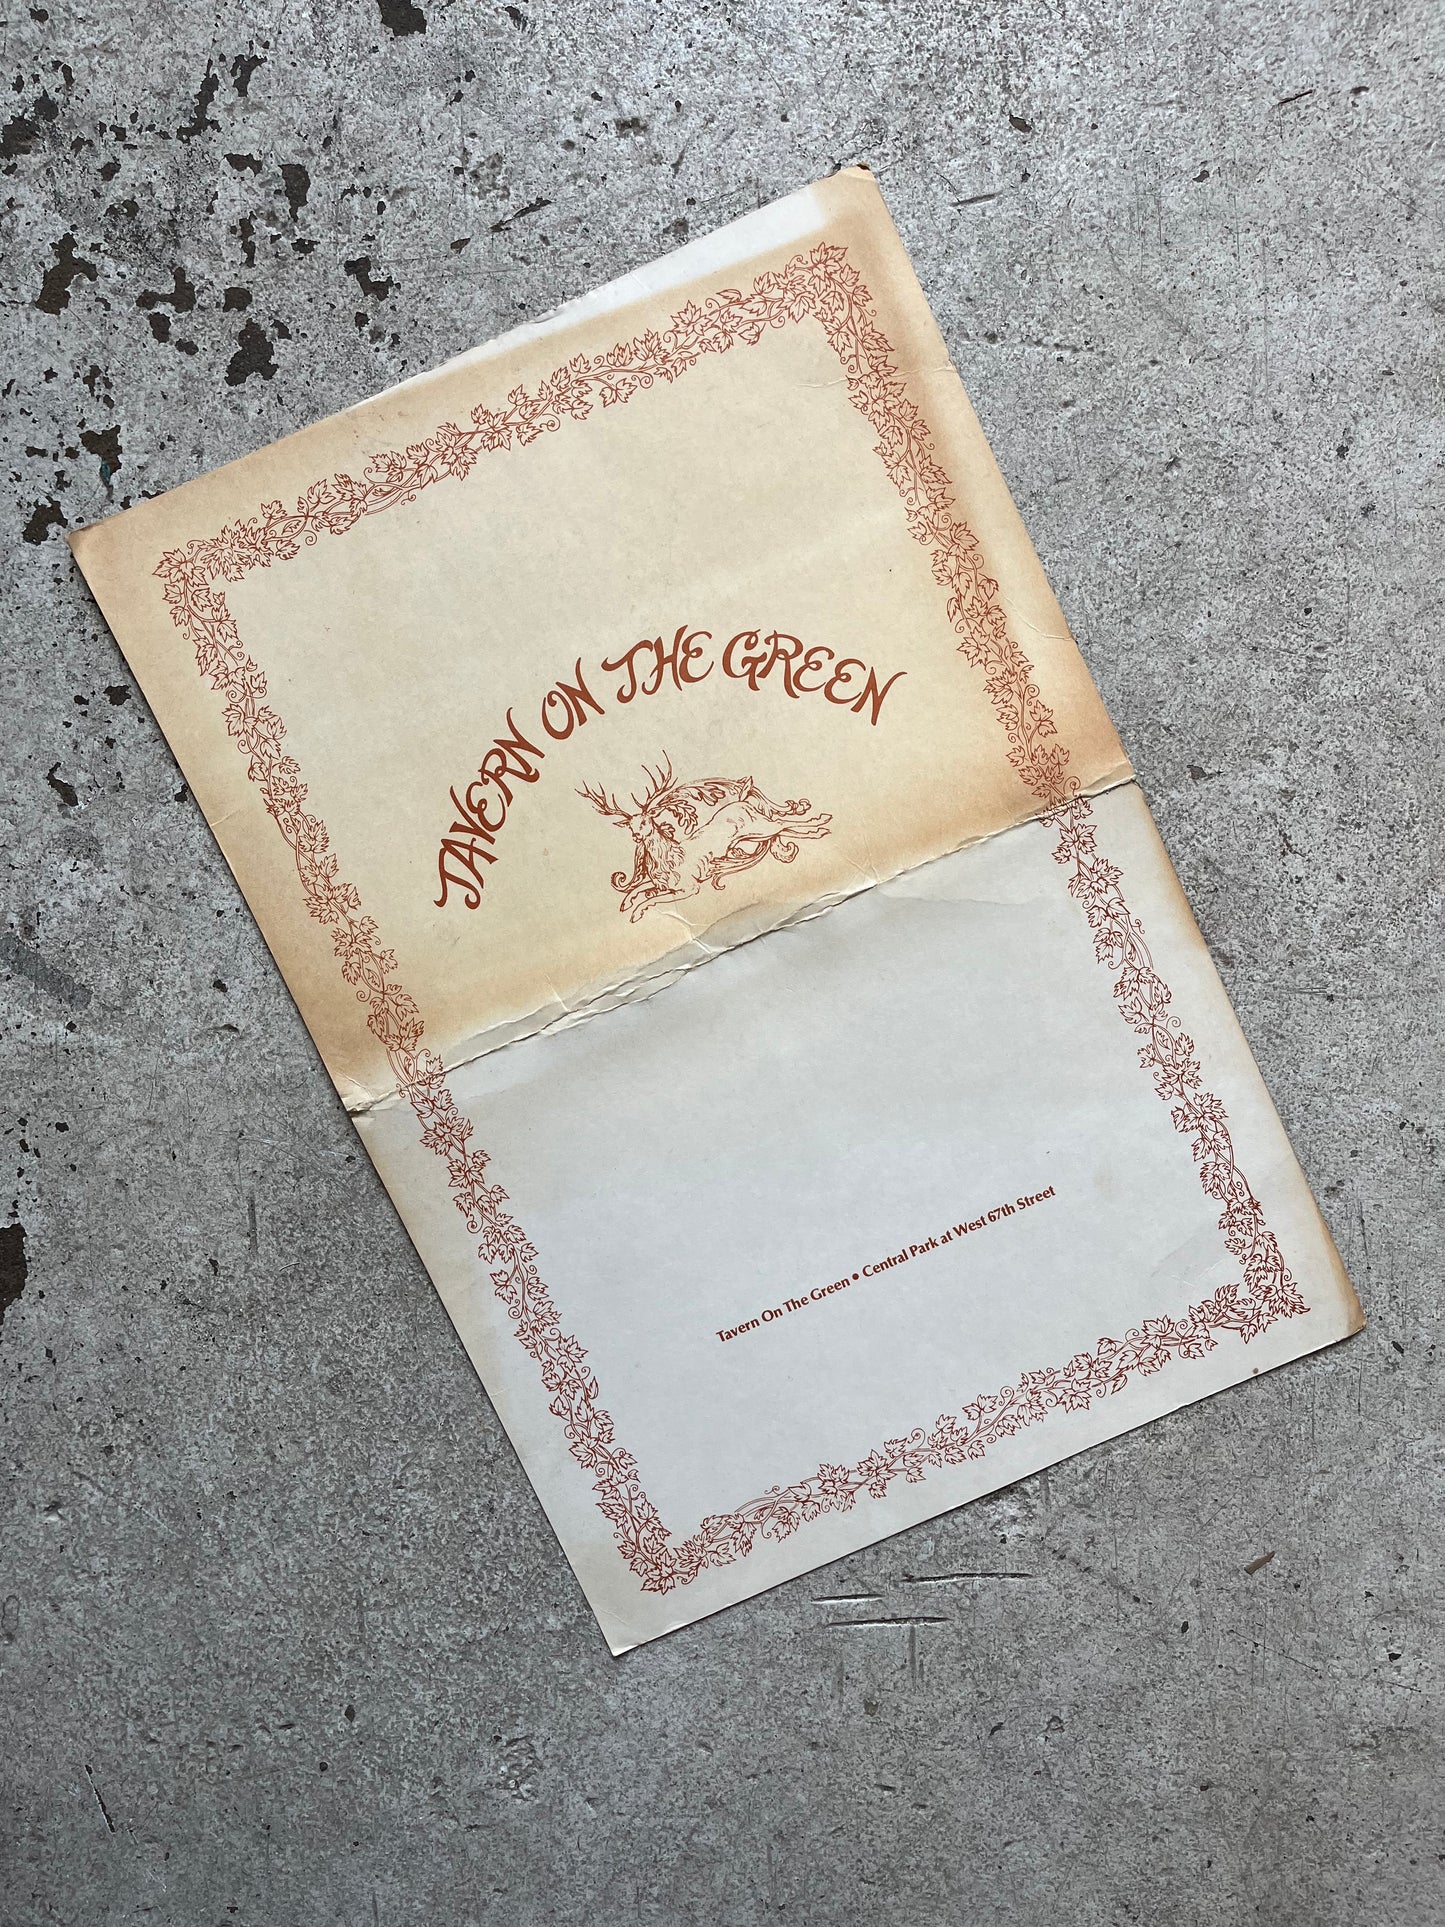 TAVERN ON THE GREEN
Tavern On The Green • Central Park at West 67th Street